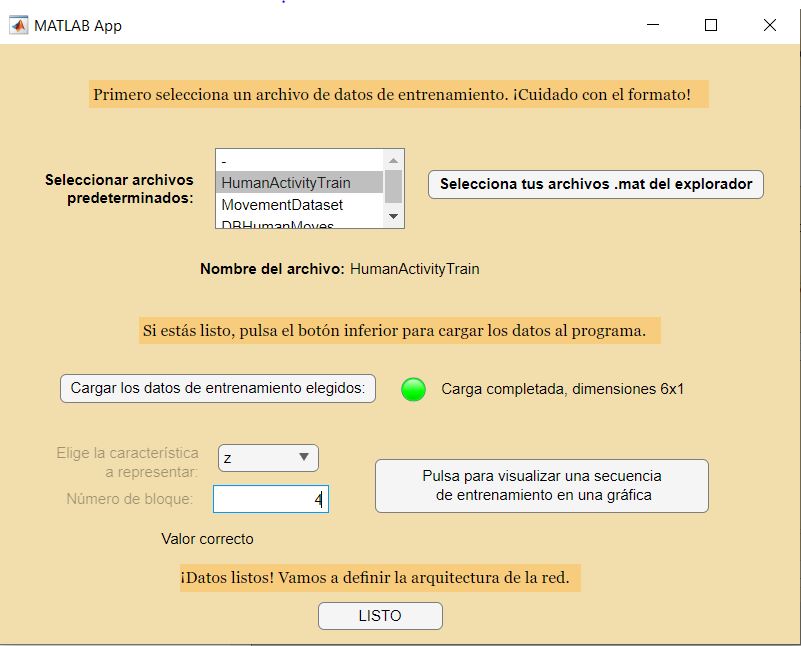 MATLAB App
Primero selecciona un archivo de datos de entrenamiento. ¡Cuidado con el formato!
Seleccionar archivos
predeterminados:
-
HumanActivityTrain
MovementDataset
DBHumanMoves
Selecciona tus archivos .mat del explorador
Nombre del archivo: HumanActivityTrain
Si estás listo, pulsa el botón inferior para cargar los datos al programa.
Cargar los datos de entrenamiento elegidos:
Carga completada, dimensiones 6x1
Elige la característica
a representar:
z
Número de bloque:
4
Valor correcto
Pulsa para visualizar una secuencia
de entrenamiento en una gráfica
¡Datos listos! Vamos a definir la arquitectura de la red.
LISTO